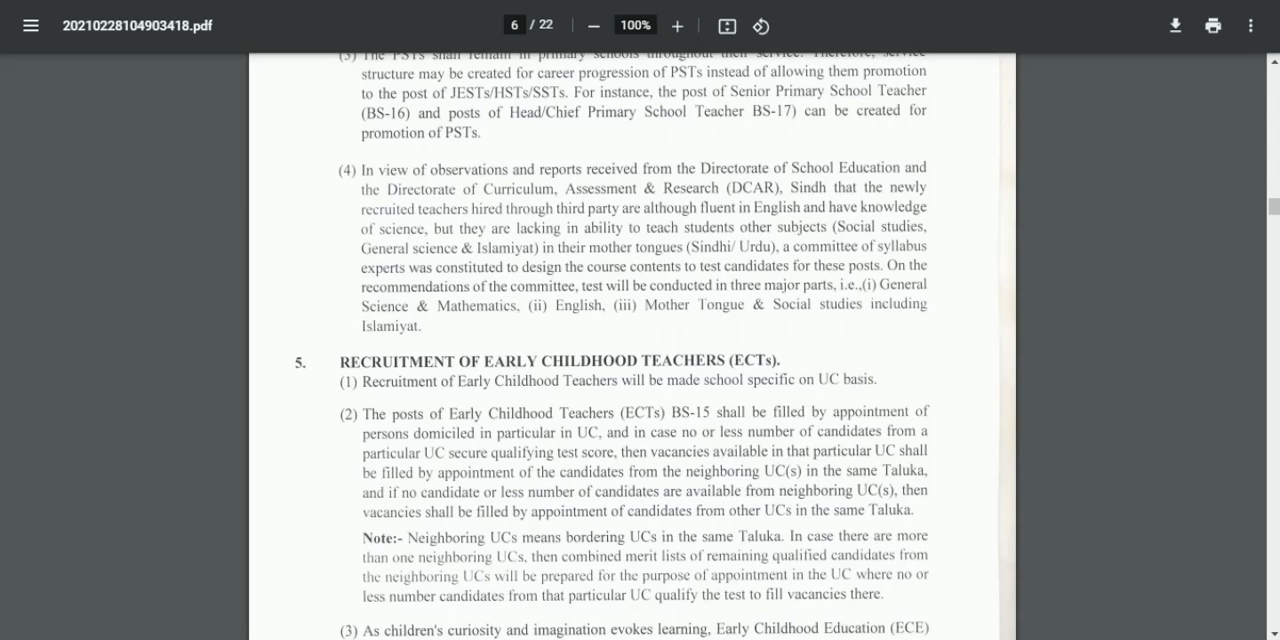 20210228104903418.pdf
6 / 22
100%
(3) The PSTs shall remain in primary schools throughout their service. Therefore, service
structure may be created for career progression of PSTs instead of allowing them promotion
to the post of JESTs/HSTs/SSTs. For instance, the post of Senior Primary School Teacher
(BS-16) and posts of Head/Chief Primary School Teacher BS-17) can be created for
promotion of PSTs.
(4) In view of observations and reports received from the Directorate of School Education and
the Directorate of Curriculum, Assessment & Research (DCAR), Sindh that the newly
recruited teachers hired through third party are although fluent in English and have knowledge
of science, but they are lacking in ability to teach students other subjects (Social studies,
General science & Islamiyat) in their mother tongues (Sindhi/ Urdu), a committee of syllabus
experts was constituted to design the course contents to test candidates for these posts. On the
recommendations of the committee, test will be conducted in three major parts, i.e.,(i) General
Science & Mathematics, (ii) English, (iii) Mother Tongue & Social studies including
Islamiyat.
5. RECRUITMENT OF EARLY CHILDHOOD TEACHERS (ECTs).
(1) Recruitment of Early Childhood Teachers will be made school specific on UC basis.
(2) The posts of Early Childhood Teachers (ECTs) BS-15 shall be filled by appointment of
persons domiciled in particular in UC, and in case no or less number of candidates from a
particular UC secure qualifying test score, then vacancies available in that particular UC shall
be filled by appointment of the candidates from the neighboring UC(s) in the same Taluka,
and if no candidate or less number of candidates are available from neighboring UC(s), then
vacancies shall be filled by appointment of candidates from other UCs in the same Taluka.
Note:- Neighboring UCs means bordering UCs in the same Taluka. In case there are more
than one neighboring UCs, then combined merit lists of remaining qualified candidates from
the neighboring UCs will be prepared for the purpose of appointment in the UC where no or
less number candidates from that particular UC qualify the test to fill vacancies there.
(3) As children's curiosity and imagination evokes learning, Early Childhood Education (ECE)